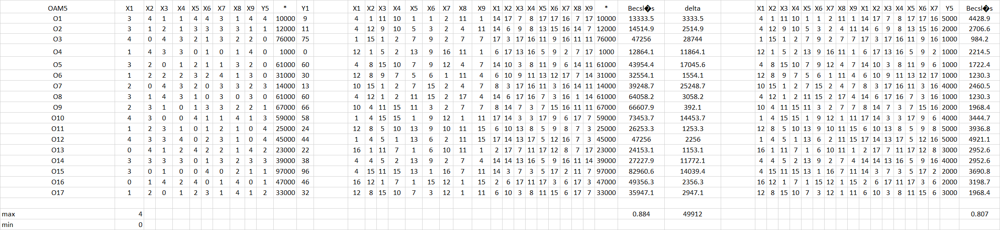 OAM5 X1 X2 X3 X4 X5 X6 X7 X8 X9 Y5 * Y1 X1 X2 X3 X4 X5 X6 X7 X8 X9 X1 X2 X3 X4 X5 X6 X7 X8 X9 * Becsl�s delta X1 X2 X3 X4 X5 X6 X7 X8 X9 X1 X2 X3 X4 X5 X6 X7 Y5 Becsl�s
O1 3 4 1 1 4 4 3 1 4 4 10000 9 4 1 11 10 1 1 2 11 1 14 17 7 8 17 17 16 7 17 10000 13333.5 3333.5 4 1 11 10 1 1 2 11 1 14 17 7 8 17 17 16 5000 4428.9
O2 3 1 2 1 3 3 3 3 1 1 12000 11 4 12 9 10 5 3 2 4 11 14 6 9 8 13 15 16 14 7 12000 14514.9 2514.9 4 12 9 10 5 3 2 4 11 14 6 9 8 13 15 16 2000 2706.6
O3 4 0 4 3 2 1 3 2 2 0 76000 75 1 15 1 2 7 9 2 7 7 17 3 17 16 11 9 16 11 11 76000 47256 28744 1 15 1 2 7 9 2 7 7 17 3 17 16 11 9 16 1000 984.2
O4 1 4 3 3 0 1 0 1 4 0 1000 0 12 1 5 2 13 9 16 11 1 6 17 13 16 5 9 2 7 17 1000 12864.1 11864.1 12 1 5 2 13 9 16 11 1 6 17 13 16 5 9 2 1000 2214.5
O5 3 2 0 1 2 1 1 3 2 0 61000 60 4 8 15 10 7 9 12 4 7 14 10 3 8 11 9 6 14 11 61000 43954.4 17045.6 4 8 15 10 7 9 12 4 7 14 10 3 8 11 9 6 1000 1722.4
O6 1 2 2 2 3 2 4 1 3 0 31000 30 12 8 9 7 5 6 1 11 4 6 10 9 11 13 12 17 7 14 31000 32554.1 1554.1 12 8 9 7 5 6 1 11 4 6 10 9 11 13 12 17 1000 1230.3
O7 2 0 4 3 2 0 3 3 2 3 14000 13 10 15 1 2 7 15 2 4 7 8 3 17 16 11 3 16 14 11 14000 39248.7 25248.7 10 15 1 2 7 15 2 4 7 8 3 17 16 11 3 16 4000 2460.5
O8 3 1 4 3 1 0 3 0 3 0 61000 60 4 12 1 2 11 15 2 17 4 14 6 17 16 7 3 16 1 14 61000 64058.2 3058.2 4 12 1 2 11 15 2 17 4 14 6 17 16 7 3 16 1000 1230.3
O9 2 3 1 0 1 3 3 2 2 1 67000 66 10 4 11 15 11 3 2 7 7 8 14 7 3 7 15 16 11 11 67000 66607.9 392.1 10 4 11 15 11 3 2 7 7 8 14 7 3 7 15 16 2000 1968.4
O10 4 3 0 0 4 1 1 4 1 3 59000 58 1 4 15 15 1 9 12 1 11 17 14 3 3 17 9 6 17 7 59000 73453.7 14453.7 1 4 15 15 1 9 12 1 11 17 14 3 3 17 9 6 4000 3444.7
O11 1 2 3 1 0 1 2 1 0 4 25000 24 12 8 5 10 13 9 10 11 15 6 10 13 8 5 9 8 7 3 25000 26253.3 1253.3 12 8 5 10 13 9 10 11 15 6 10 13 8 5 9 8 5000 3936.8
O12 4 3 3 4 0 2 3 1 0 4 45000 44 1 4 5 1 13 6 2 11 15 17 14 13 17 5 12 16 7 3 45000 47256 2256 1 4 5 1 13 6 2 11 15 17 14 13 17 5 12 16 5000 4921.1
O13 0 4 1 2 4 2 2 1 4 2 23000 22 16 1 11 7 1 6 10 11 1 2 17 7 11 17 12 8 7 17 23000 24153.1 1153.1 16 1 11 7 1 6 10 11 1 2 17 7 11 17 12 8 3000 2952.6
O14 3 3 3 3 0 1 3 2 3 3 39000 38 4 4 5 2 13 9 2 7 4 14 14 13 16 5 9 16 11 14 39000 27227.9 11772.1 4 4 5 2 13 9 2 7 4 14 14 13 16 5 9 16 4000 2952.6
O15 3 0 1 0 0 4 0 2 1 1 97000 96 4 15 11 15 13 1 16 7 11 14 3 7 3 5 17 2 11 7 97000 82960.6 14039.4 4 15 11 15 13 1 16 7 11 14 3 7 3 5 17 2 2000 3690.8
O16 0 1 4 2 4 0 1 4 0 1 47000 46 16 12 1 7 1 15 12 1 15 2 6 17 11 17 3 6 17 3 47000 49356.3 2356.3 16 12 1 7 1 15 12 1 15 2 6 17 11 17 3 6 2000 3198.7
O17 1 2 0 1 2 3 1 4 1 2 33000 32 12 8 15 10 7 3 12 1 11 6 10 3 8 11 15 6 17 7 33000 35947.1 2947.1 12 8 15 10 7 3 12 1 11 6 10 3 8 11 15 6 3000 1968.4
max 4 0.884 49912 0.807
min 0